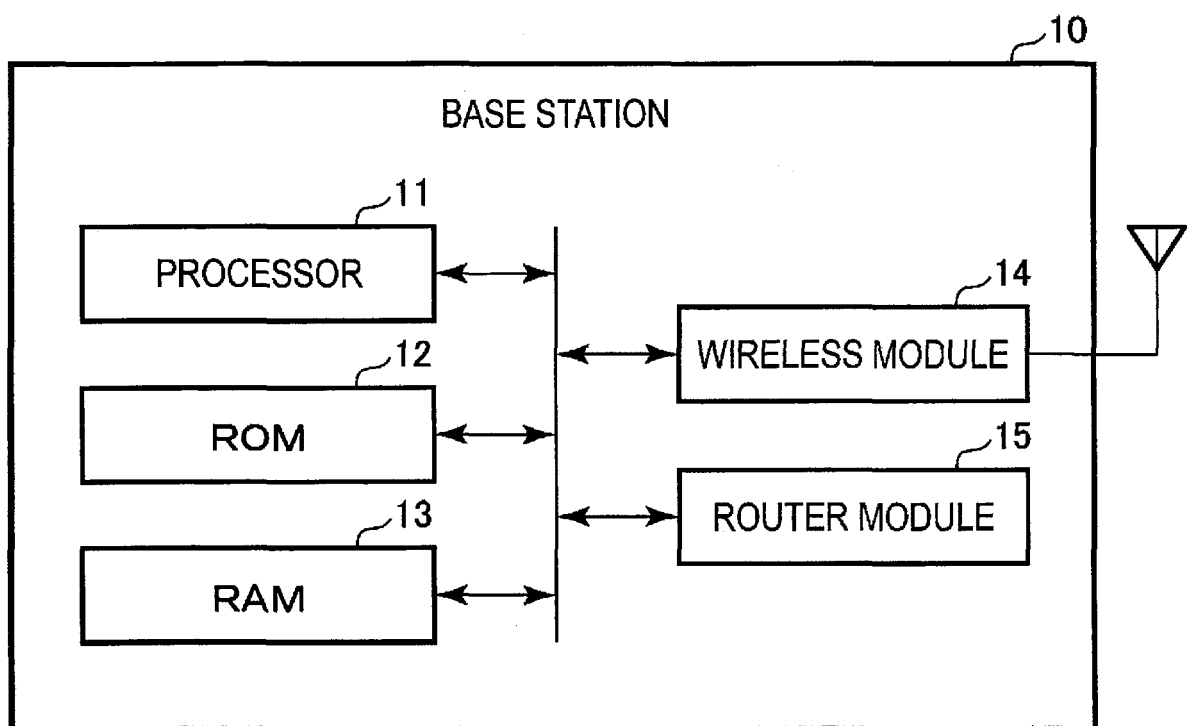 10
BASE STATION
11
PROCESSOR
12
ROM
13
RAM
14
WIRELESS MODULE
15
ROUTER MODULE